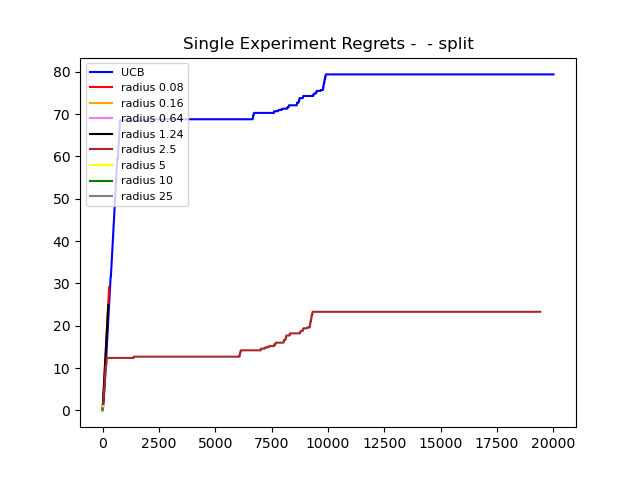 Single Experiment Regrets -  - split
UCB
radius 0.08
radius 0.16
radius 0.64
radius 1.24
radius 2.5
radius 5
radius 10
radius 25
80
70
60
50
40
30
20
10
0
0 2500 5000 7500 10000 12500 15000 17500 20000